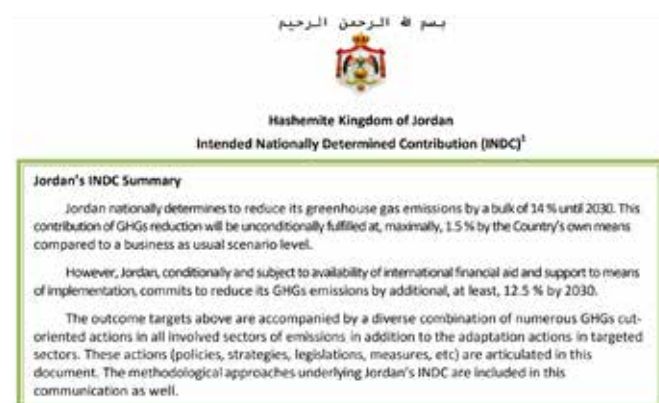 بسم الله الرحمن الرحيم
Hashemite Kingdom of Jordan
Intended Nationally Determined Contribution (INDC)¹
Jordan's INDC Summary
Jordan nationally determines to reduce its greenhouse gas emissions by a bulk of 14 % until 2030. This
contribution of GHGs reduction will be unconditionally fulfilled at, maximally, 1.5 % by the Country's own means
compared to a business as usual scenario level.
However, Jordan, conditionally and subject to availability of international financial aid and support to means
of implementation, commits to reduce its GHGs emissions by additional, at least, 12.5 % by 2030.
The outcome targets above are accompanied by a diverse combination of numerous GHGs cut-
oriented actions in all involved sectors of emissions in addition to the adaptation actions in targeted
sectors. These actions (policies, strategies, legislations, measures, etc) are articulated in this
document. The methodological approaches underlying Jordan's INDC are included in this
communication as well.